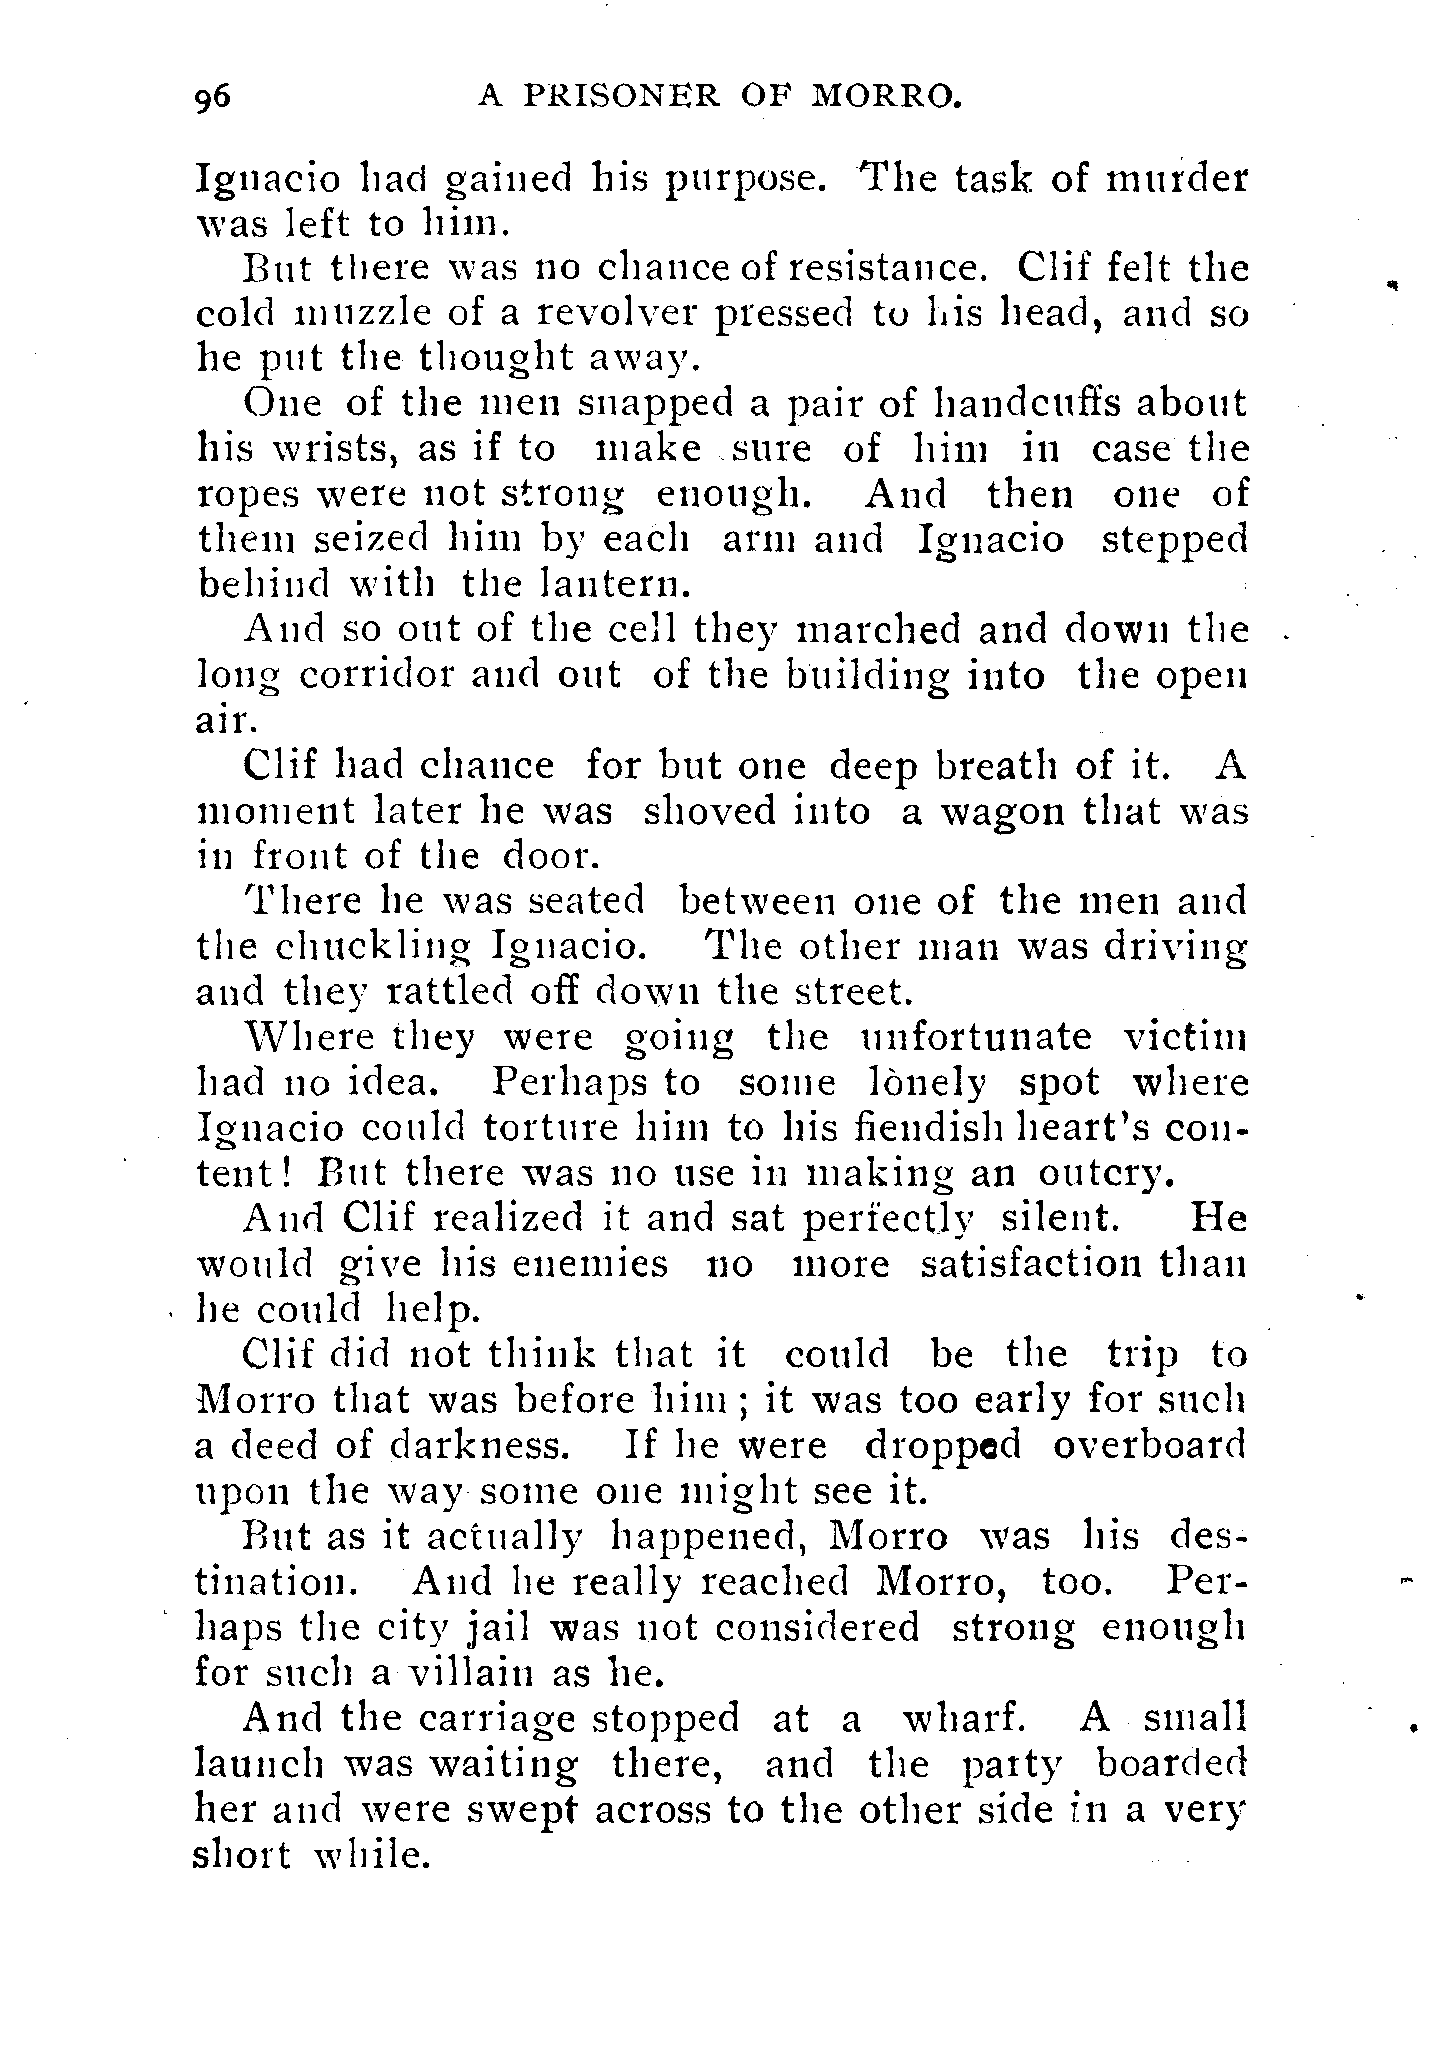 96 A PRISONER OF MORRO.
Ignacio had gained his purpose. The task of murder
was left to him.
But there was no chance of resistance. Clif felt the
cold muzzle of a revolver pressed to his head, and so
he put the thought away.
One of the men snapped a pair of handcuffs about
his wrists, as if to make sure of him in case the
ropes were not strong enough. And then one of
them seized him by each arm and Ignacio stepped
behind with the lantern.
And so out of the cell they marched and down the
long corridor and out of the building into the open
air.
Clif had chance for but one deep breath of it. A
moment later he was shoved into a wagon that was
in front of the door.
There he was seated between one of the men and
the chuckling Ignacio. The other man was driving
and they rattled off down the street.
Where they were going the unfortunate victim
had no idea. Perhaps to some lonely spot where
Ignacio could torture him to his fiendish heart's con-
tent! But there was no use in making an outcry.
And Clif realized it and sat perfectly silent. He
would give his enemies no more satisfaction than
he could help.
Clif did not think that it could be the trip to
Morro that was before him; it was too early for such
a deed of darkness. If he were dropped overboard
upon the way some one might see it.
But as it actually happened, Morro was his des-
tination. And he really reached Morro, too. Per-
haps the city jail was not considered strong enough
for such a villain as he.
And the carriage stopped at a wharf. A small
launch was waiting there, and the party boarded
her and were swept across to the other side in a very
short while.